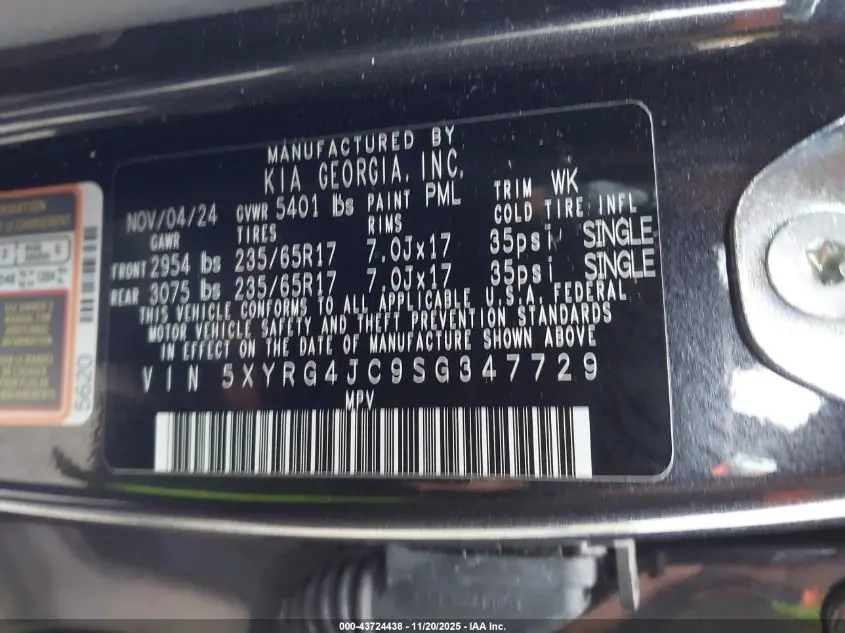 MANUFACTURED BY
KIA GEORGIA, INC.
NOV/04/24 GVWR 5401 lbs PAINT PML TRIM WK
GAWR TIRES RIMS COLD TIRE INFL
FRONT 2954 lbs 235/65R17 7.0Jx17 35psi SINGLE
REAR 3075 lbs 235/65R17 7.0Jx17 35psi SINGLE
THIS VEHICLE CONFORMS TO ALL APPLICABLE U.S.A. FEDERAL
MOTOR VEHICLE SAFETY AND THEFT PREVENTION STANDARDS
IN EFFECT ON THE DATE OF MANUFACTURE SHOWN ABOVE
VIN 5XYRG4JC9SG347729
MPV
5620
000-43724438 - 11/20/2025 - IAA Inc.